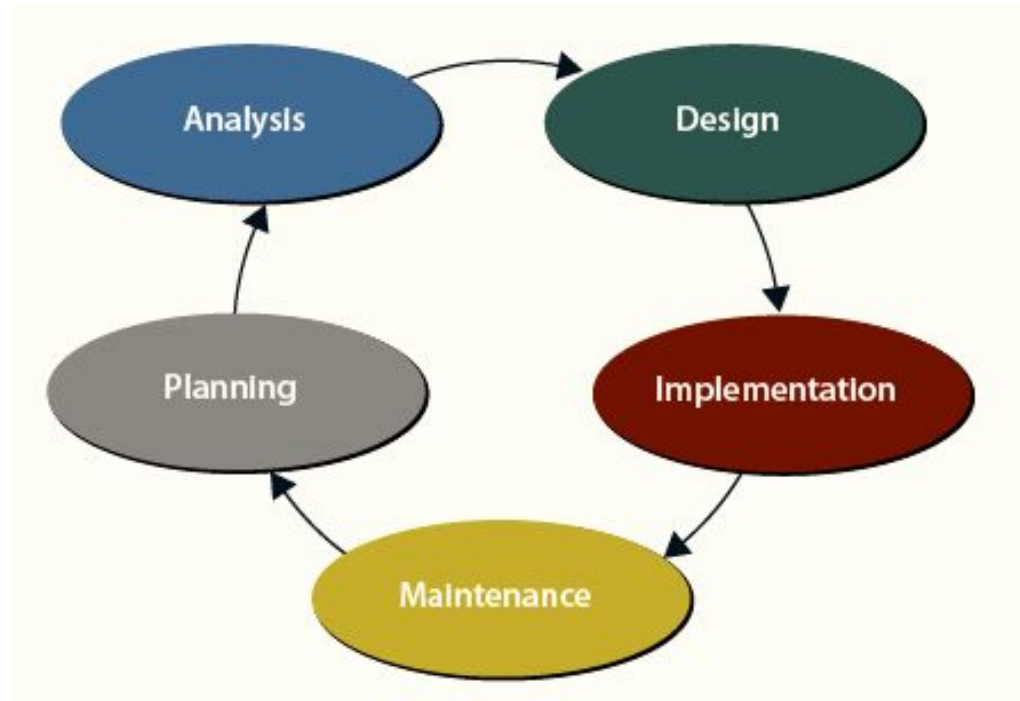 Analysis
Design
Planning
Implementation
Maintenance